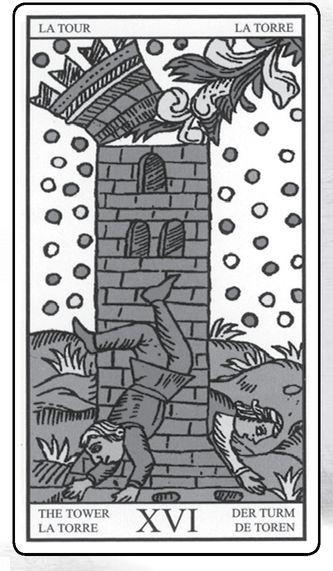 LA TOUR
LA TORRE
THE TOWER
LA TORRE
XVI
DER TURM
DE TOREN